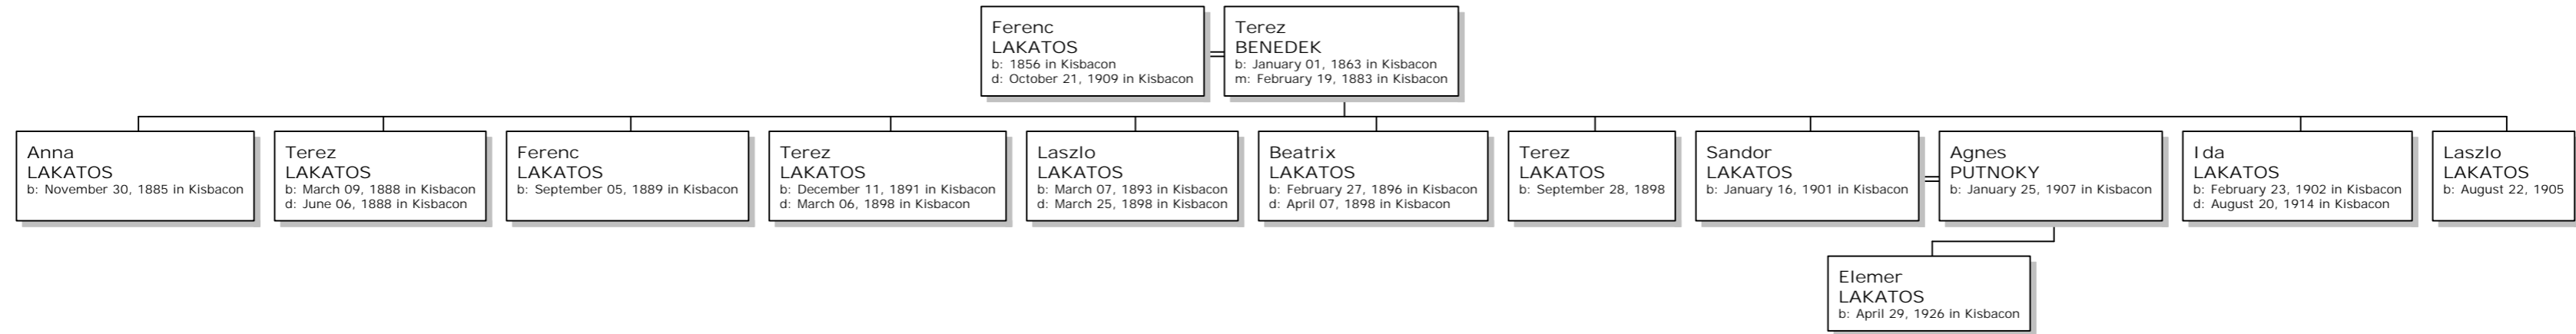 Ferenc
LAKATOS
b: 1856 in Kisbacon
d: October 21, 1909 in Kisbacon
Terez
BENEDEK
b: January 01, 1863 in Kisbacon
m: February 19, 1883 in Kisbacon
Anna
LAKATOS
b: November 30, 1885 in Kisbacon
Terez
LAKATOS
b: March 09, 1888 in Kisbacon
d: June 06, 1888 in Kisbacon
Ferenc
LAKATOS
b: September 05, 1889 in Kisbacon
Terez
LAKATOS
b: December 11, 1891 in Kisbacon
d: March 06, 1898 in Kisbacon
Laszlo
LAKATOS
b: March 07, 1893 in Kisbacon
d: March 25, 1898 in Kisbacon
Beatrix
LAKATOS
b: February 27, 1896 in Kisbacon
d: April 07, 1898 in Kisbacon
Terez
LAKATOS
b: September 28, 1898
Sandor
LAKATOS
b: January 16, 1901 in Kisbacon
Agnes
PUTNOKY
b: January 25, 1907 in Kisbacon
Ida
LAKATOS
b: February 23, 1902 in Kisbacon
d: August 20, 1914 in Kisbacon
Laszlo
LAKATOS
b: August 22, 1905
Elemer
LAKATOS
b: April 29, 1926 in Kisbacon